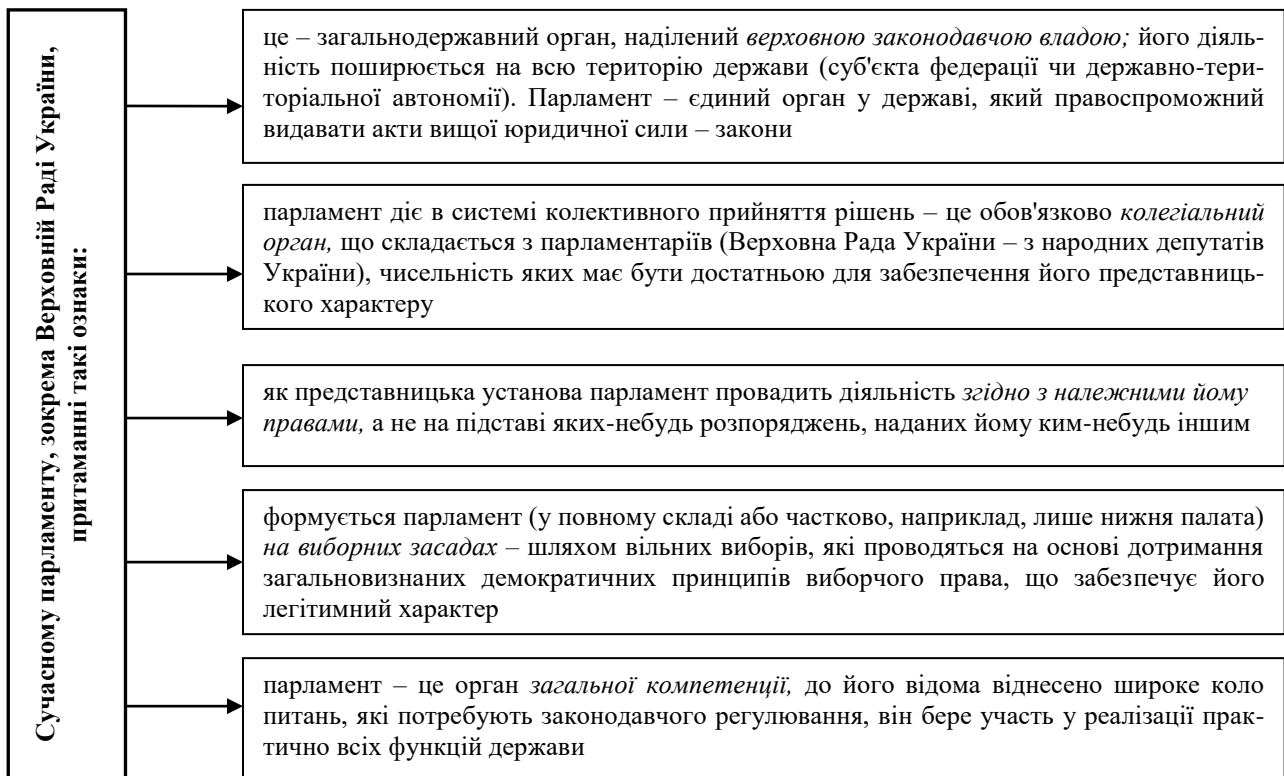 Сучасному парламенту, зокрема Верховній Раді України,
притаманні такі ознаки:
це – загальнодержавний орган, наділений верховною законодавчою владою; його діяль-
ність поширюється на всю територію держави (суб'єкта федерації чи державно-тери-
торіальної автономії). Парламент – єдиний орган у державі, який правоспроможний
видавати акти вищої юридичної сили – закони
парламент діє в системі колективного прийняття рішень – це обов'язково колегіальний
орган, що складається з парламентаріїв (Верховна Рада України – з народних депутатів
України), чисельність яких має бути достатньою для забезпечення його представниць-
кого характеру
як представницька установа парламент провадить діяльність згідно з належними йому
правами, а не на підставі яких-небудь розпоряджень, наданих йому ким-небудь іншим
формується парламент (у повному складі або частково, наприклад, лише нижня палата)
на виборних засадах – шляхом вільних виборів, які проводяться на основі дотримання
загальновизнаних демократичних принципів виборчого права, що забезпечує його
легітимний характер
парламент – це орган загальної компетенції, до його відома віднесено широке коло
питань, які потребують законодавчого регулювання, він бере участь у реалізації прак-
тично всіх функцій держави